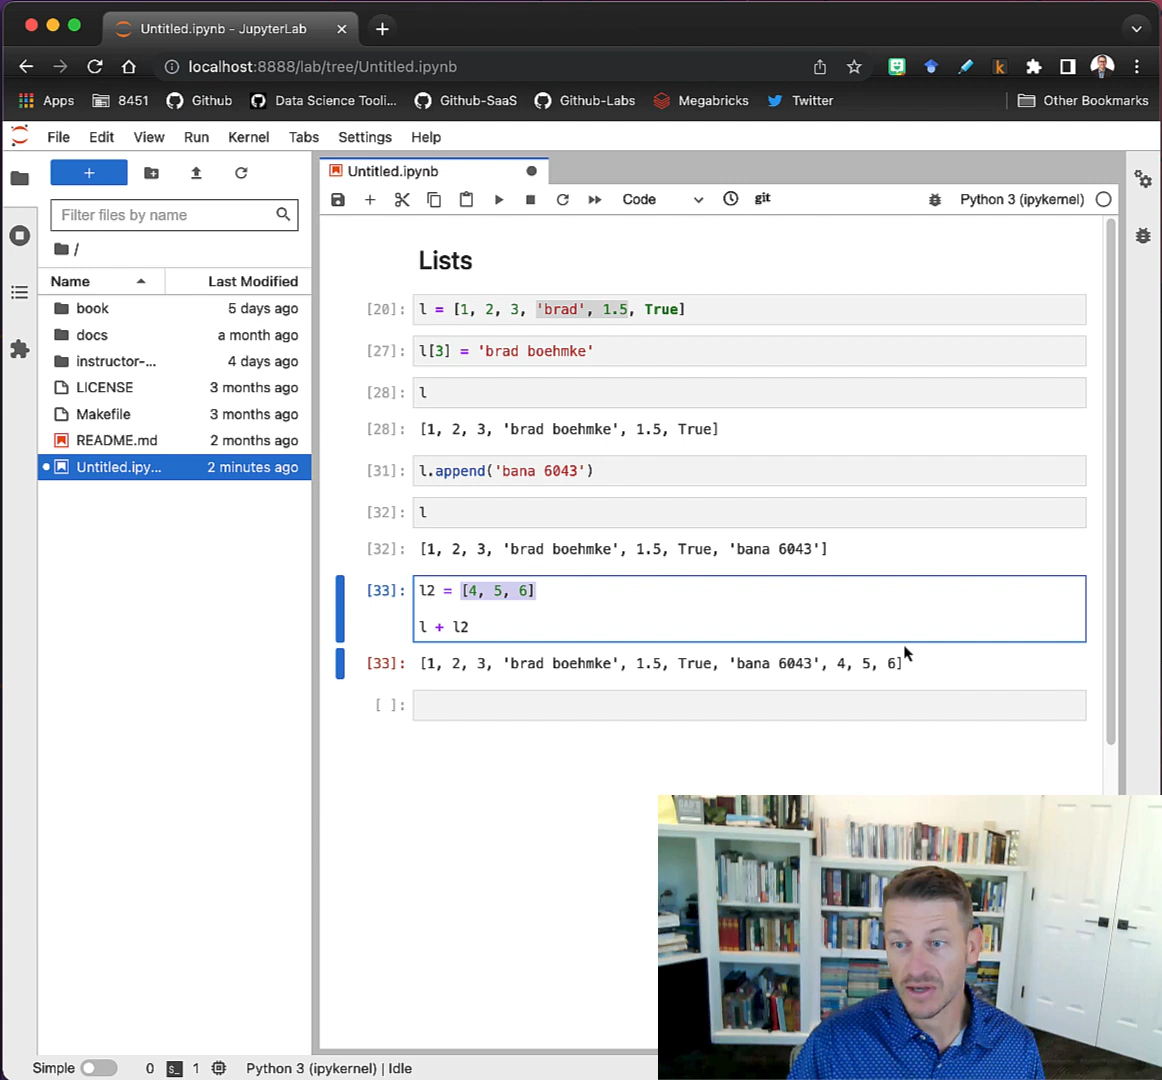 Untitled.ipynb - JupyterLab
localhost:8888/lab/tree/Untitled.ipynb
Apps 8451 Github Data Science Tooli... Github-SaaS Github-Labs Megabricks Twitter Other Bookmarks
File Edit View Run Kernel Tabs Settings Help
Untitled.ipynb
Code git Python 3 (ipykernel)
Filter files by name
/
Name Last Modified
book 5 days ago
docs a month ago
instructor-... 4 days ago
LICENSE 3 months ago
Makefile 3 months ago
README.md 2 months ago
Untitled.ipy... 2 minutes ago
Lists
[20]: l = [1, 2, 3, 'brad', 1.5, True]
[27]: l[3] = 'brad boehmke'
[28]: l
[28]: [1, 2, 3, 'brad boehmke', 1.5, True]
[31]: l.append('bana 6043')
[32]: l
[32]: [1, 2, 3, 'brad boehmke', 1.5, True, 'bana 6043']
[33]: l2 = [4, 5, 6]
l + l2
[33]: [1, 2, 3, 'brad boehmke', 1.5, True, 'bana 6043', 4, 5, 6]
[ ]:
Simple 0 1 Python 3 (ipykernel) | Idle